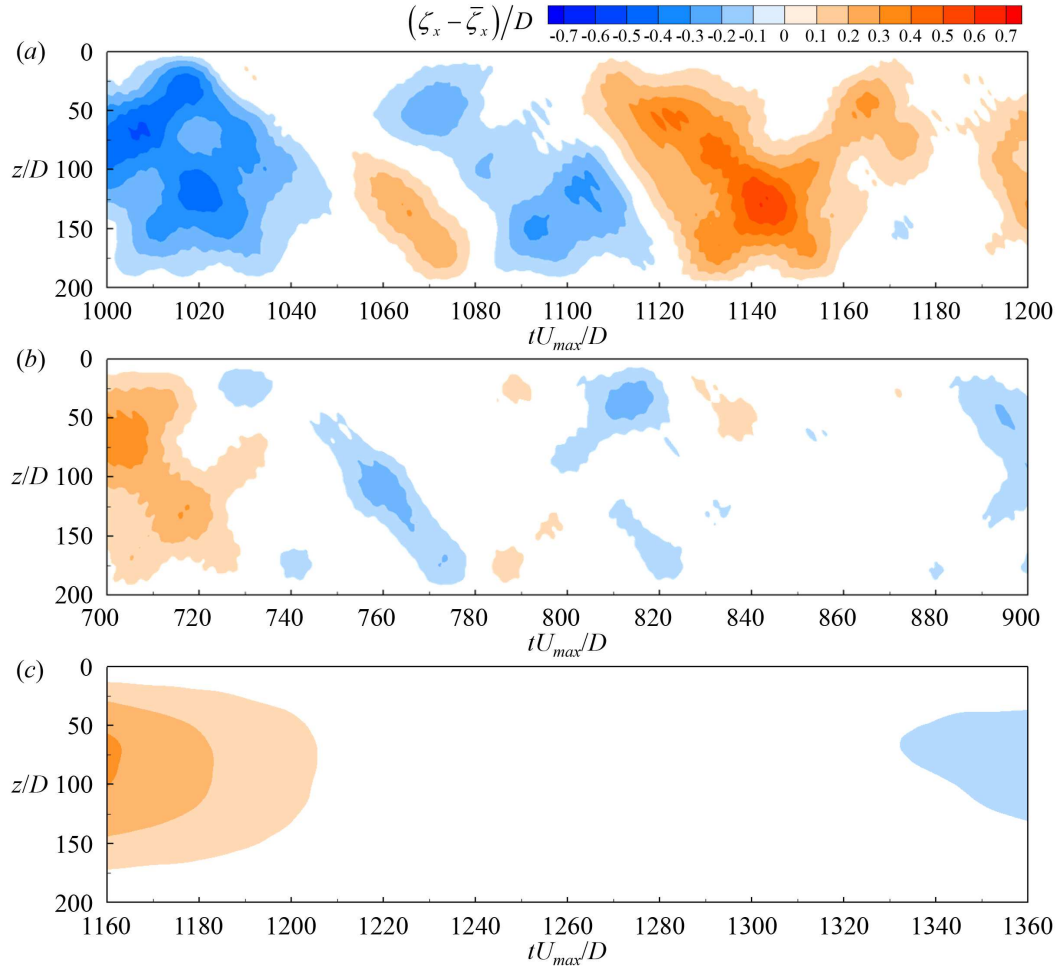 (ζx − ζ̅x)/D
-0.7 -0.6 -0.5 -0.4 -0.3 -0.2 -0.1 0 0.1 0.2 0.3 0.4 0.5 0.6 0.7
(a)
0
50
z/D 100
150
200
1000 1020 1040 1060 1080 1100 1120 1140 1160 1180 1200
tUmax/D
(b)
0
50
z/D 100
150
200
700 720 740 760 780 800 820 840 860 880 900
tUmax/D
(c)
0
50
z/D 100
150
200
1160 1180 1200 1220 1240 1260 1280 1300 1320 1340 1360
tUmax/D